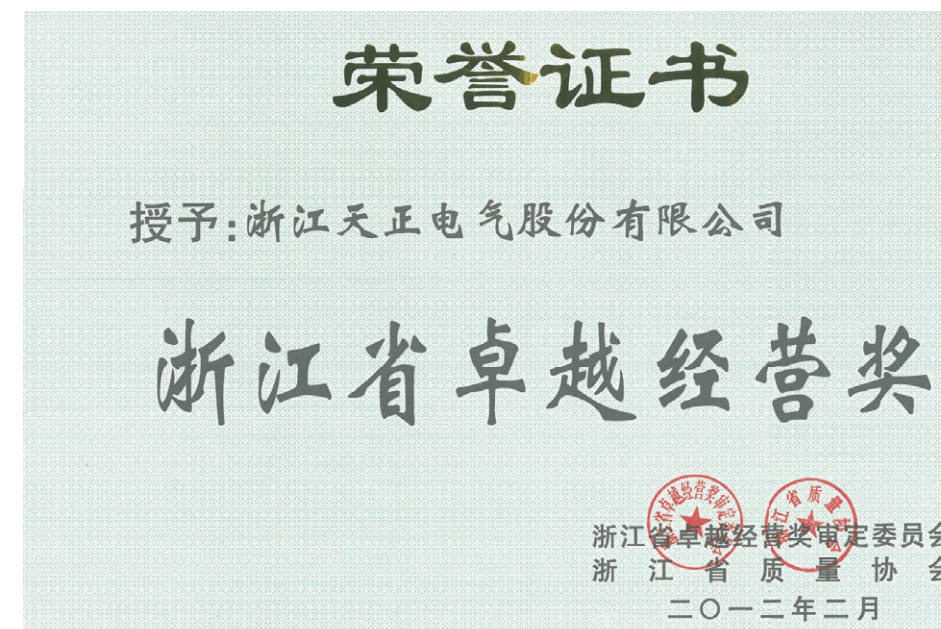 荣誉证书
授予:浙江天正电气股份有限公司
浙江省卓越经营奖
浙江省卓越经营奖审定委员会
浙江省质量协会
二〇一二年二月